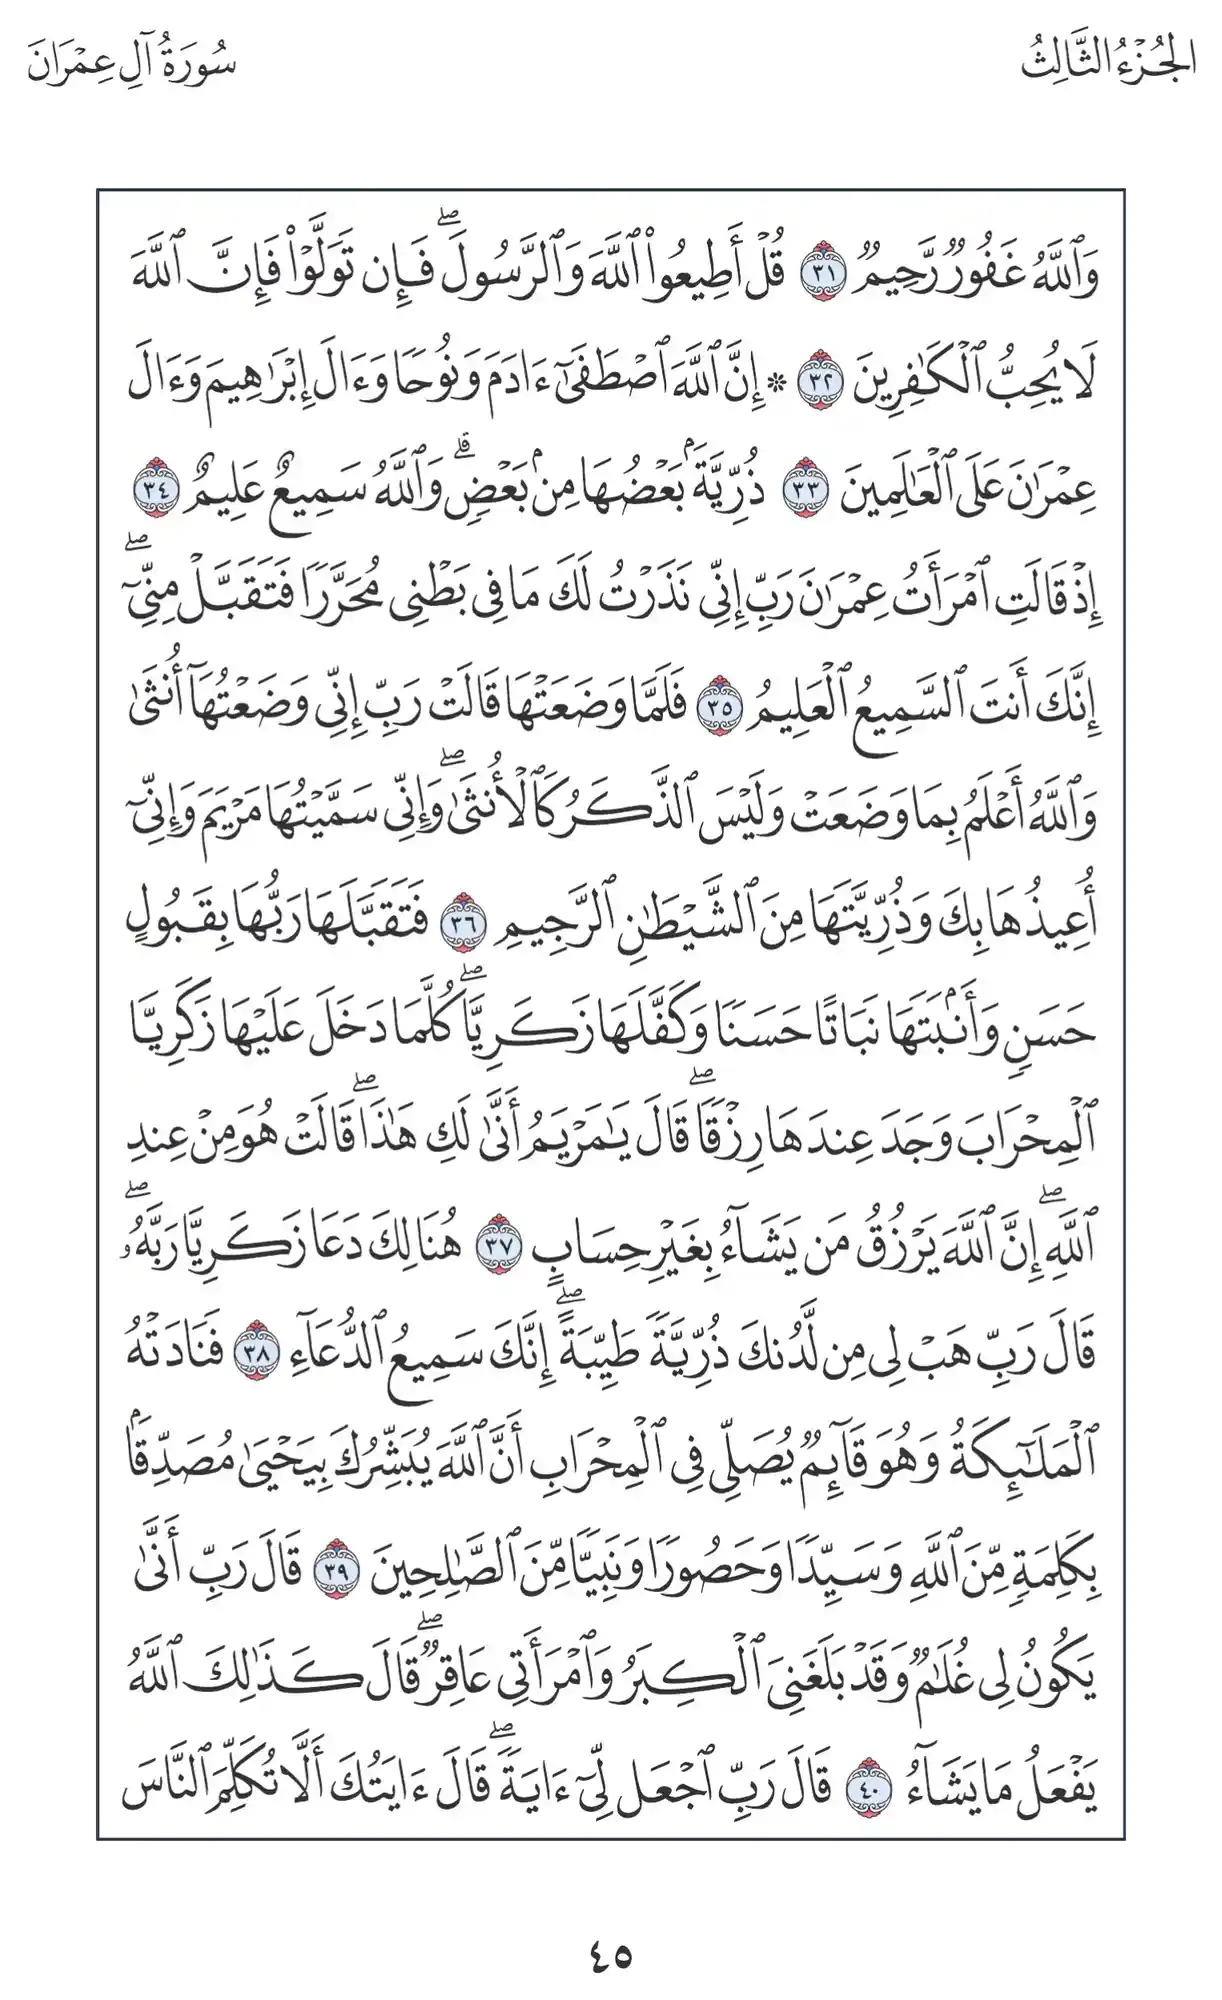 الجُزْءُ الثَّالِثُ
سُورَةُ آلِ عِمْرَانَ
وَٱللَّهُ غَفُورٞ رَّحِيمٞ ٣١ قُلۡ أَطِيعُواْ ٱللَّهَ وَٱلرَّسُولَۖ فَإِن تَوَلَّوۡاْ فَإِنَّ ٱللَّهَ
لَا يُحِبُّ ٱلۡكَٰفِرِينَ ٣٢ ۞ إِنَّ ٱللَّهَ ٱصۡطَفَىٰٓ ءَادَمَ وَنُوحٗا وَءَالَ إِبۡرَٰهِيمَ وَءَالَ
عِمۡرَٰنَ عَلَى ٱلۡعَٰلَمِينَ ٣٣ ذُرِّيَّةَۢ بَعۡضُهَا مِنۢ بَعۡضٖۗ وَٱللَّهُ سَمِيعٌ عَلِيمٌ ٣٤
إِذۡ قَالَتِ ٱمۡرَأَتُ عِمۡرَٰنَ رَبِّ إِنِّي نَذَرۡتُ لَكَ مَا فِي بَطۡنِي مُحَرَّرٗا فَتَقَبَّلۡ مِنِّيٓۖ
إِنَّكَ أَنتَ ٱلسَّمِيعُ ٱلۡعَلِيمُ ٣٥ فَلَمَّا وَضَعَتۡهَا قَالَتۡ رَبِّ إِنِّي وَضَعۡتُهَآ أُنثَىٰ
وَٱللَّهُ أَعۡلَمُ بِمَا وَضَعَتۡ وَلَيۡسَ ٱلذَّكَرُ كَٱلۡأُنثَىٰۖ وَإِنِّي سَمَّيۡتُهَا مَرۡيَمَ وَإِنِّيٓ
أُعِيذُهَا بِكَ وَذُرِّيَّتَهَا مِنَ ٱلشَّيۡطَٰنِ ٱلرَّجِيمِ ٣٦ فَتَقَبَّلَهَا رَبُّهَا بِقَبُولٍ
حَسَنٖ وَأَنۢبَتَهَا نَبَاتًا حَسَنٗا وَكَفَّلَهَا زَكَرِيَّاۖ كُلَّمَا دَخَلَ عَلَيۡهَا زَكَرِيَّا
ٱلۡمِحۡرَابَ وَجَدَ عِندَهَا رِزۡقٗاۖ قَالَ يَٰمَرۡيَمُ أَنَّىٰ لَكِ هَٰذَاۖ قَالَتۡ هُوَ مِنۡ عِندِ
ٱللَّهِۖ إِنَّ ٱللَّهَ يَرۡزُقُ مَن يَشَآءُ بِغَيۡرِ حِسَابٍ ٣٧ هُنَالِكَ دَعَا زَكَرِيَّا رَبَّهُۥۖ
قَالَ رَبِّ هَبۡ لِي مِن لَّدُنكَ ذُرِّيَّةٗ طَيِّبَةًۖ إِنَّكَ سَمِيعُ ٱلدُّعَآءِ ٣٨ فَنَادَتۡهُ
ٱلۡمَلَٰٓئِكَةُ وَهُوَ قَآئِمٞ يُصَلِّي فِي ٱلۡمِحۡرَابِ أَنَّ ٱللَّهَ يُبَشِّرُكَ بِيَحۡيَىٰ مُصَدِّقَۢا
بِكَلِمَةٖ مِّنَ ٱللَّهِ وَسَيِّدٗا وَحَصُورٗا وَنَبِيّٗا مِّنَ ٱلصَّٰلِحِينَ ٣٩ قَالَ رَبِّ أَنَّىٰ
يَكُونُ لِي غُلَٰمٞ وَقَدۡ بَلَغَنِيَ ٱلۡكِبَرُ وَٱمۡرَأَتِي عَاقِرٞۖ قَالَ كَذَٰلِكَ ٱللَّهُ
يَفۡعَلُ مَا يَشَآءُ ٤٠ قَالَ رَبِّ ٱجۡعَل لِّيٓ ءَايَةٗۖ قَالَ ءَايَتُكَ أَلَّا تُكَلِّمَ ٱلنَّاسَ
٤٥